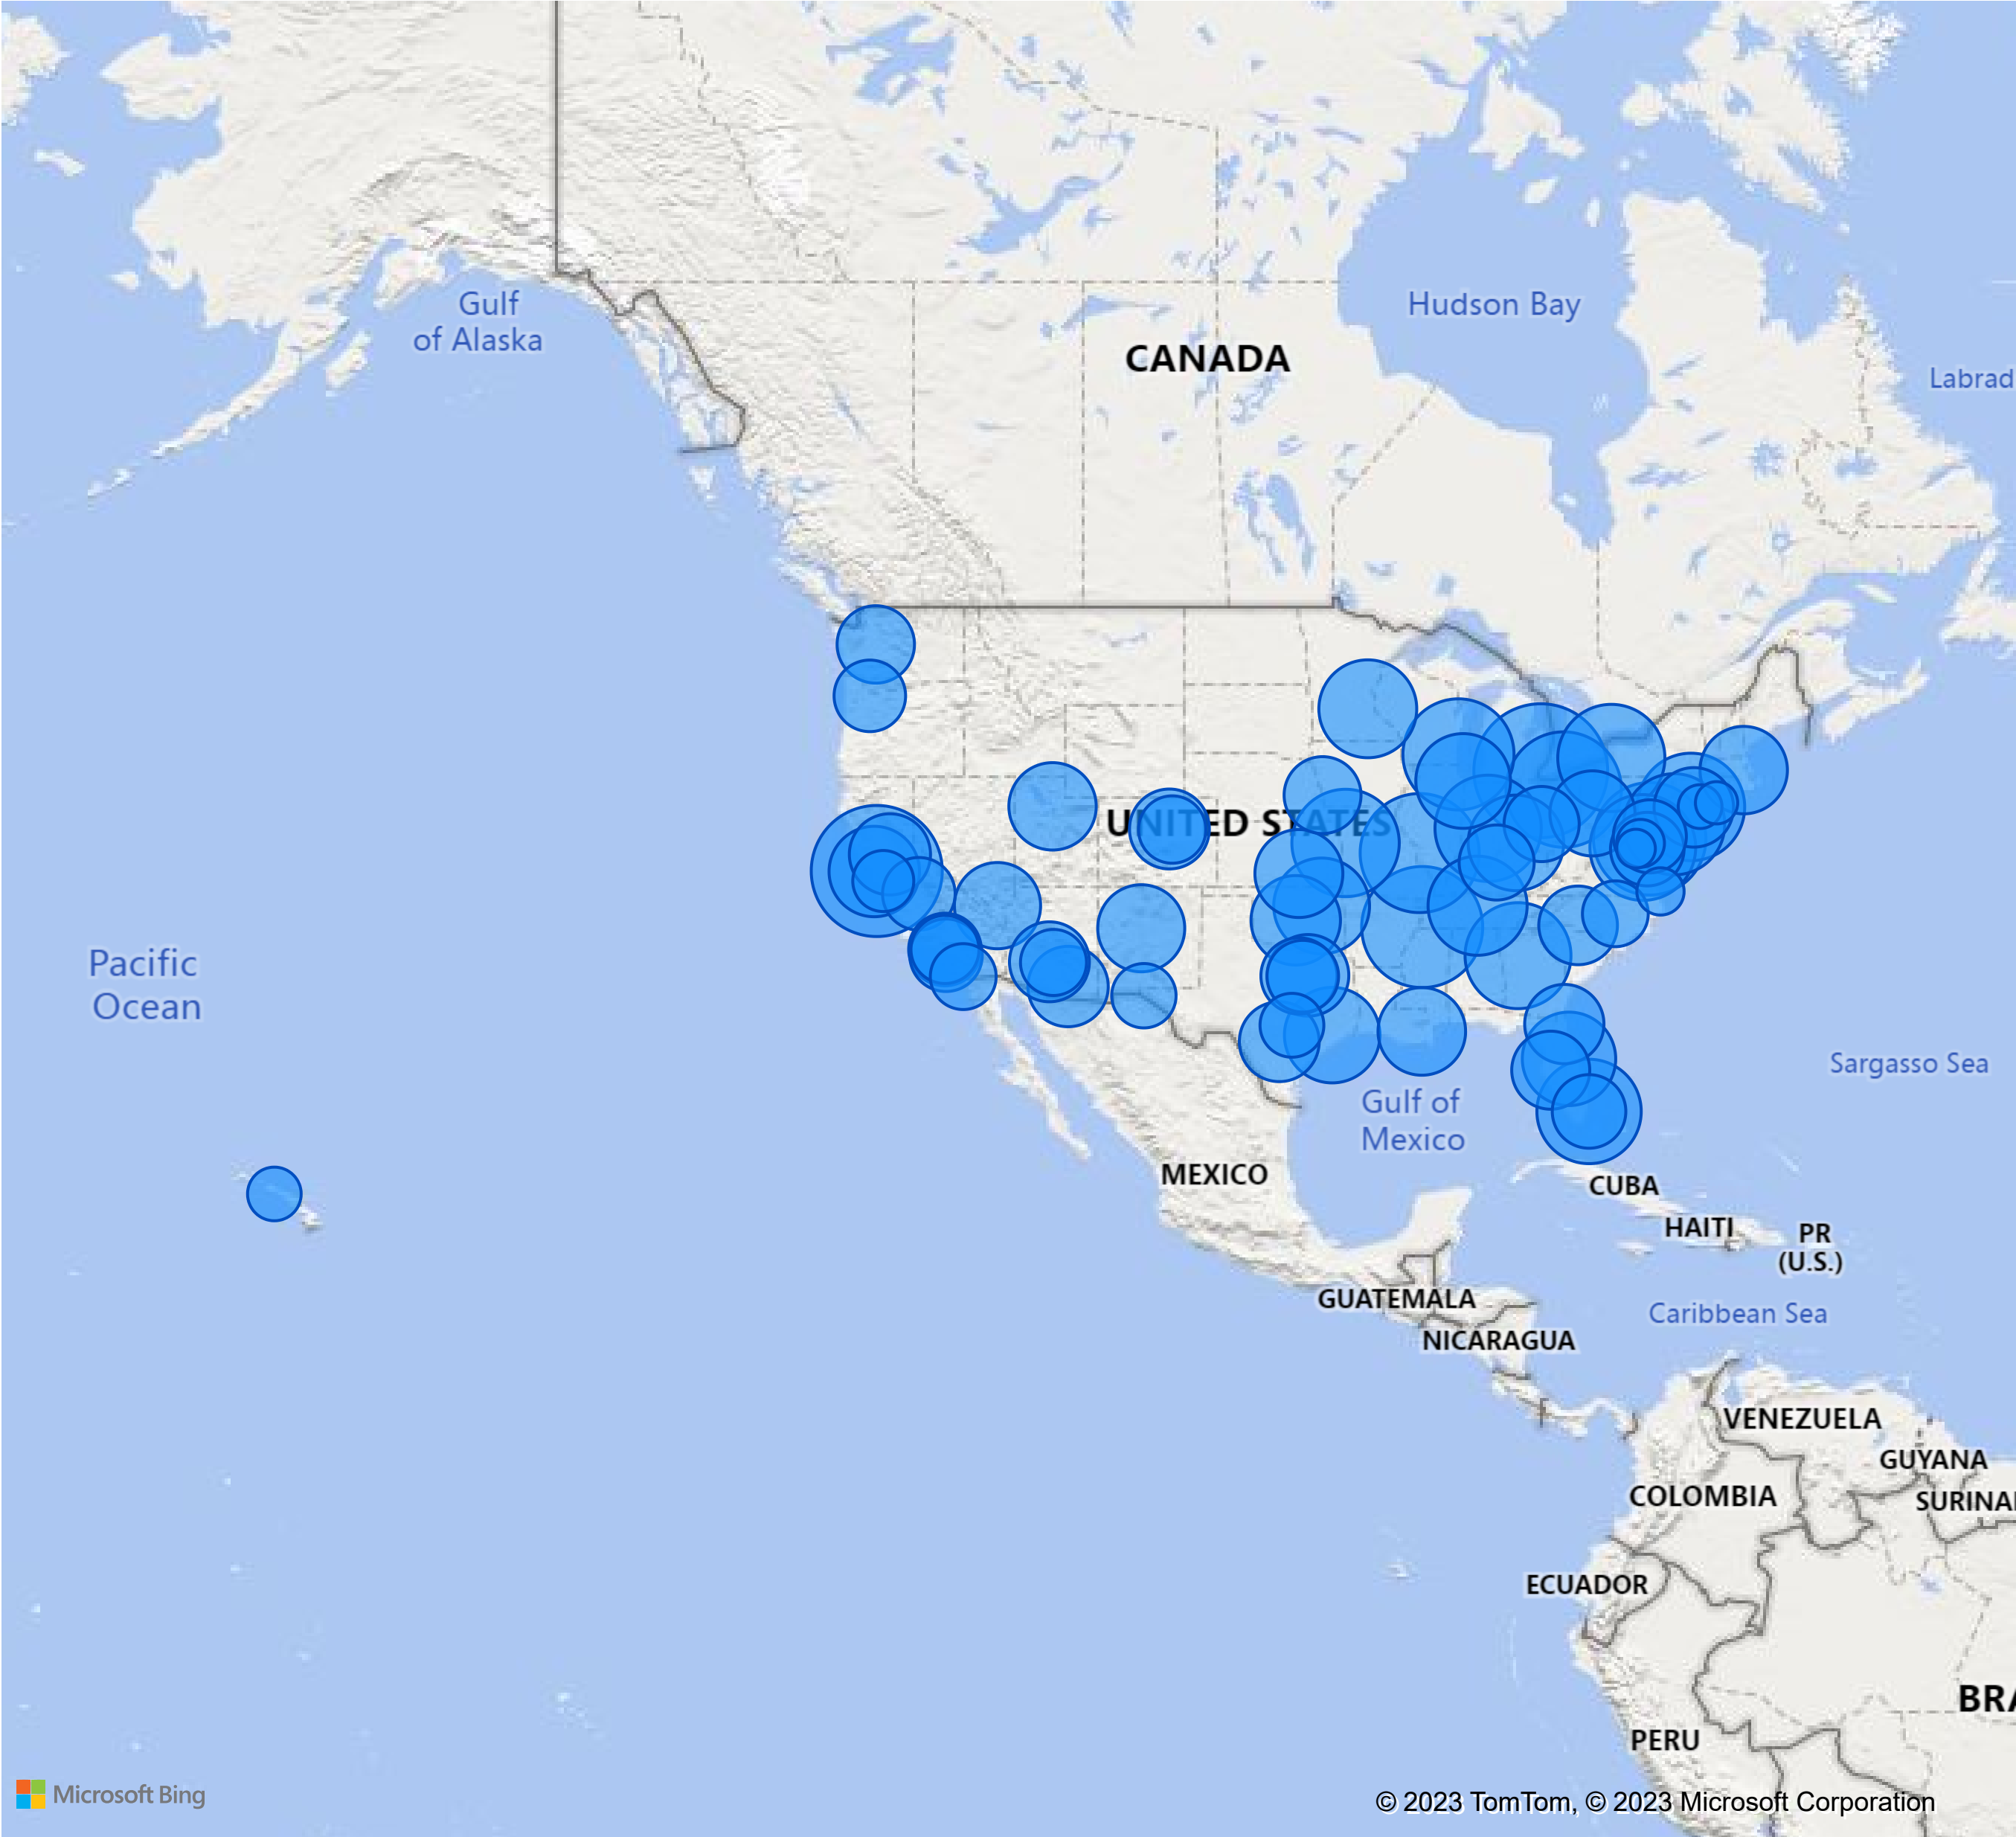 Gulf
of Alaska
Hudson Bay
CANADA
Labrad
UNITED STATES
Pacific
Ocean
Sargasso Sea
Gulf of
Mexico
MEXICO
CUBA
HAITI
PR
(U.S.)
GUATEMALA
Caribbean Sea
NICARAGUA
VENEZUELA
GUYANA
COLOMBIA
SURINA
ECUADOR
BRA
PERU
Microsoft Bing
© 2023 TomTom, © 2023 Microsoft Corporation